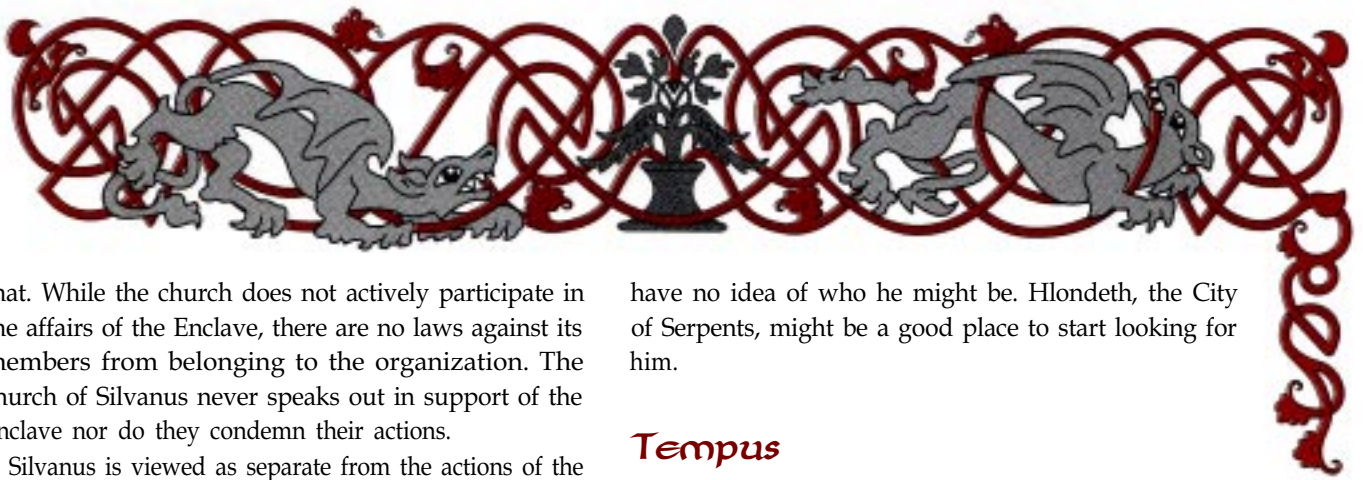 hat. While the church does not actively participate in
he affairs of the Enclave, there are no laws against its
members from belonging to the organization. The
hurch of Silvanus never speaks out in support of the
nclave nor do they condemn their actions.
Silvanus is viewed as separate from the actions of the
have no idea of who he might be. Hlondeth, the City
of Serpents, might be a good place to start looking for
him.
Tempus